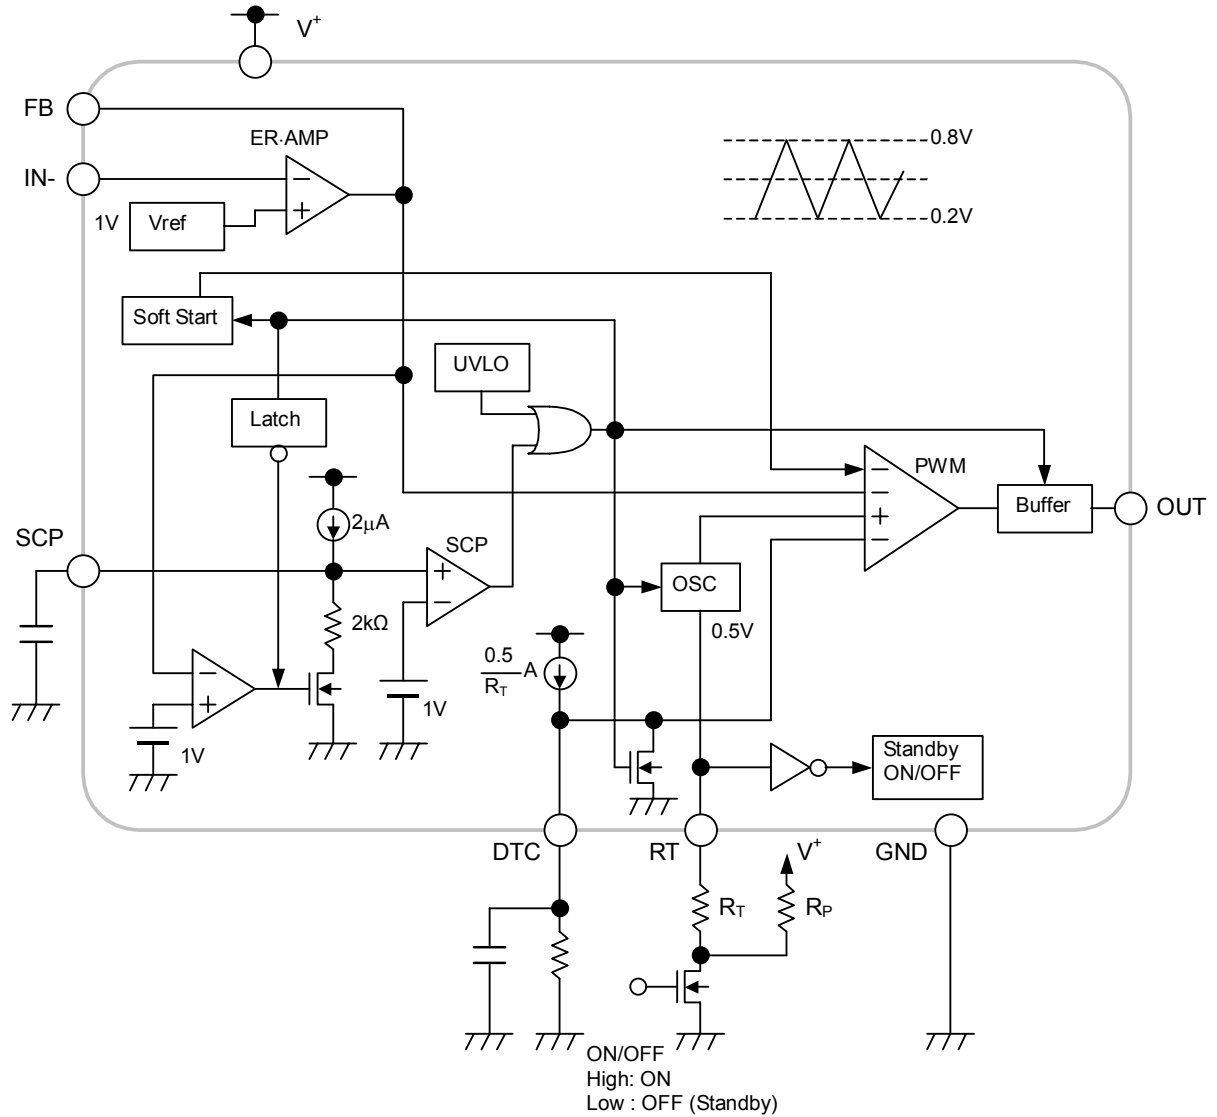 V+
FB
ER·AMP
0.8V
IN-
1V
Vref
0.2V
Soft Start
UVLO
Latch
PWM
Buffer
OUT
2μA
SCP
SCP
OSC
2kΩ
0.5V
0.5
RT
A
1V
1V
Standby
ON/OFF
DTC
RT
GND
V+
RT
RP
ON/OFF
High: ON
Low : OFF (Standby)